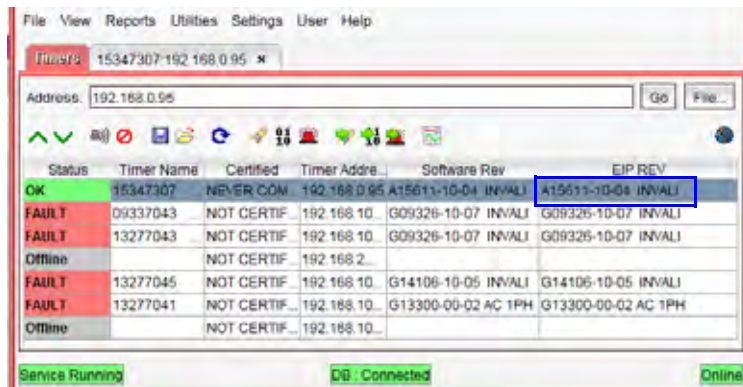 File View Reports Utilities Settings User Help
Timers 15347307:192.168.0.95 ×
Address: 192.168.0.95 Go File...
Status Timer Name Certified Timer Addre... Software Rev EIP REV
OK 15347307 NEVER COM... 192.168.0.95 A15611-10-04 INVALI A15611-10-04 INVALI
FAULT 09337043 NOT CERTIF... 192.168.10... G09326-10-07 INVALI G09326-10-07 INVALI
FAULT 13277043 NOT CERTIF... 192.168.10... G09326-10-07 INVALI G09326-10-07 INVALI
Offline NOT CERTIF... 192.168.2...
FAULT 13277045 NOT CERTIF... 192.168.10... G14106-10-05 INVALI G14106-10-05 INVALI
FAULT 13277041 NOT CERTIF... 192.168.10... G13300-00-02 AC 1PH G13300-00-02 AC 1PH
Offline NOT CERTIF... 192.168.10...
Service Running DB : Connected Online